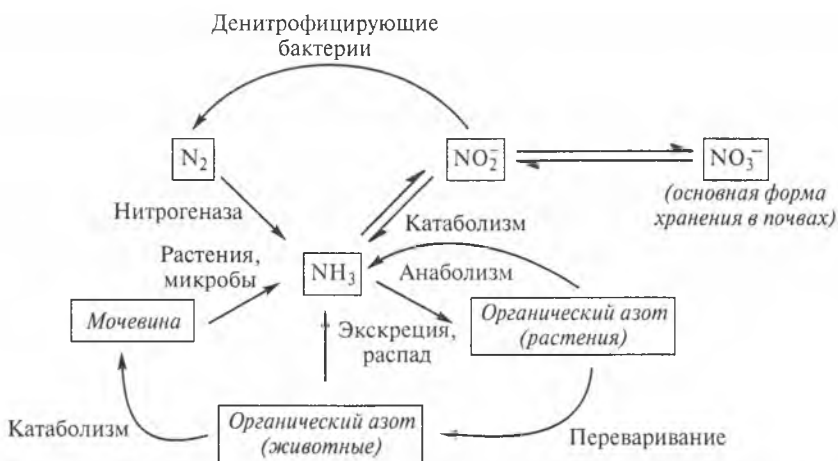 Денитрофицирующие
бактерии
N₂
NO₂⁻
NO₃⁻
(основная форма
хранения в почвах)
Нитрогеназа
Катаболизм
Растения,
микробы
NH₃
Анаболизм
Мочевина
Экскреция,
распад
Органический азот
(растения)
Катаболизм
Органический азот
(животные)
Переваривание